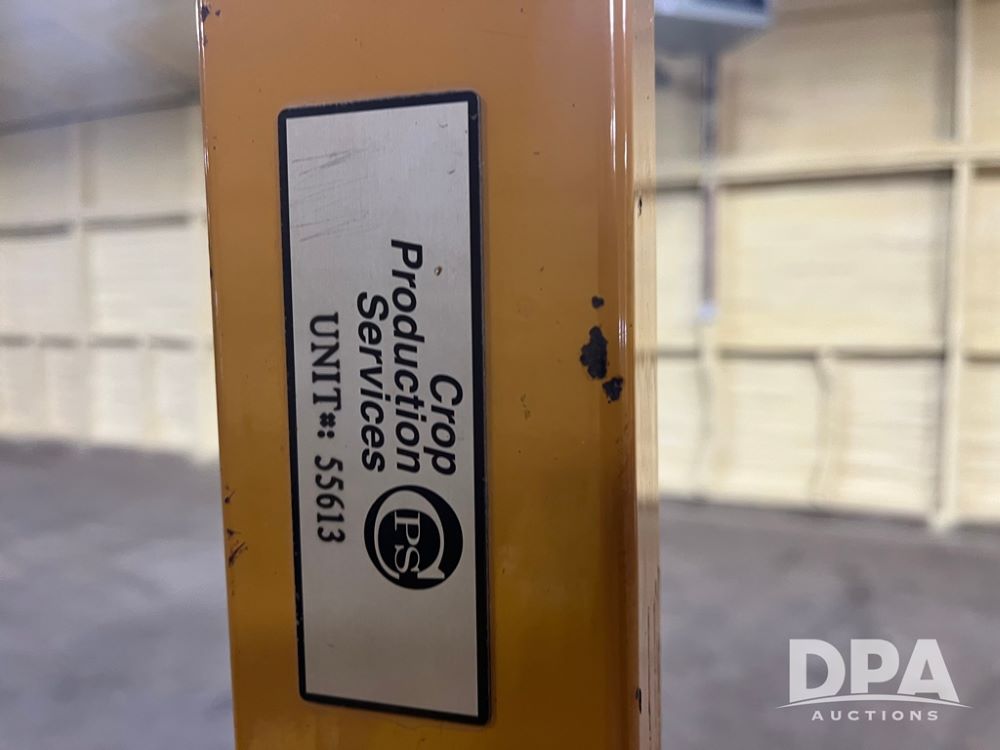 Crop
Production
Services
CPS
UNIT#: 55613
DPA
AUCTIONS